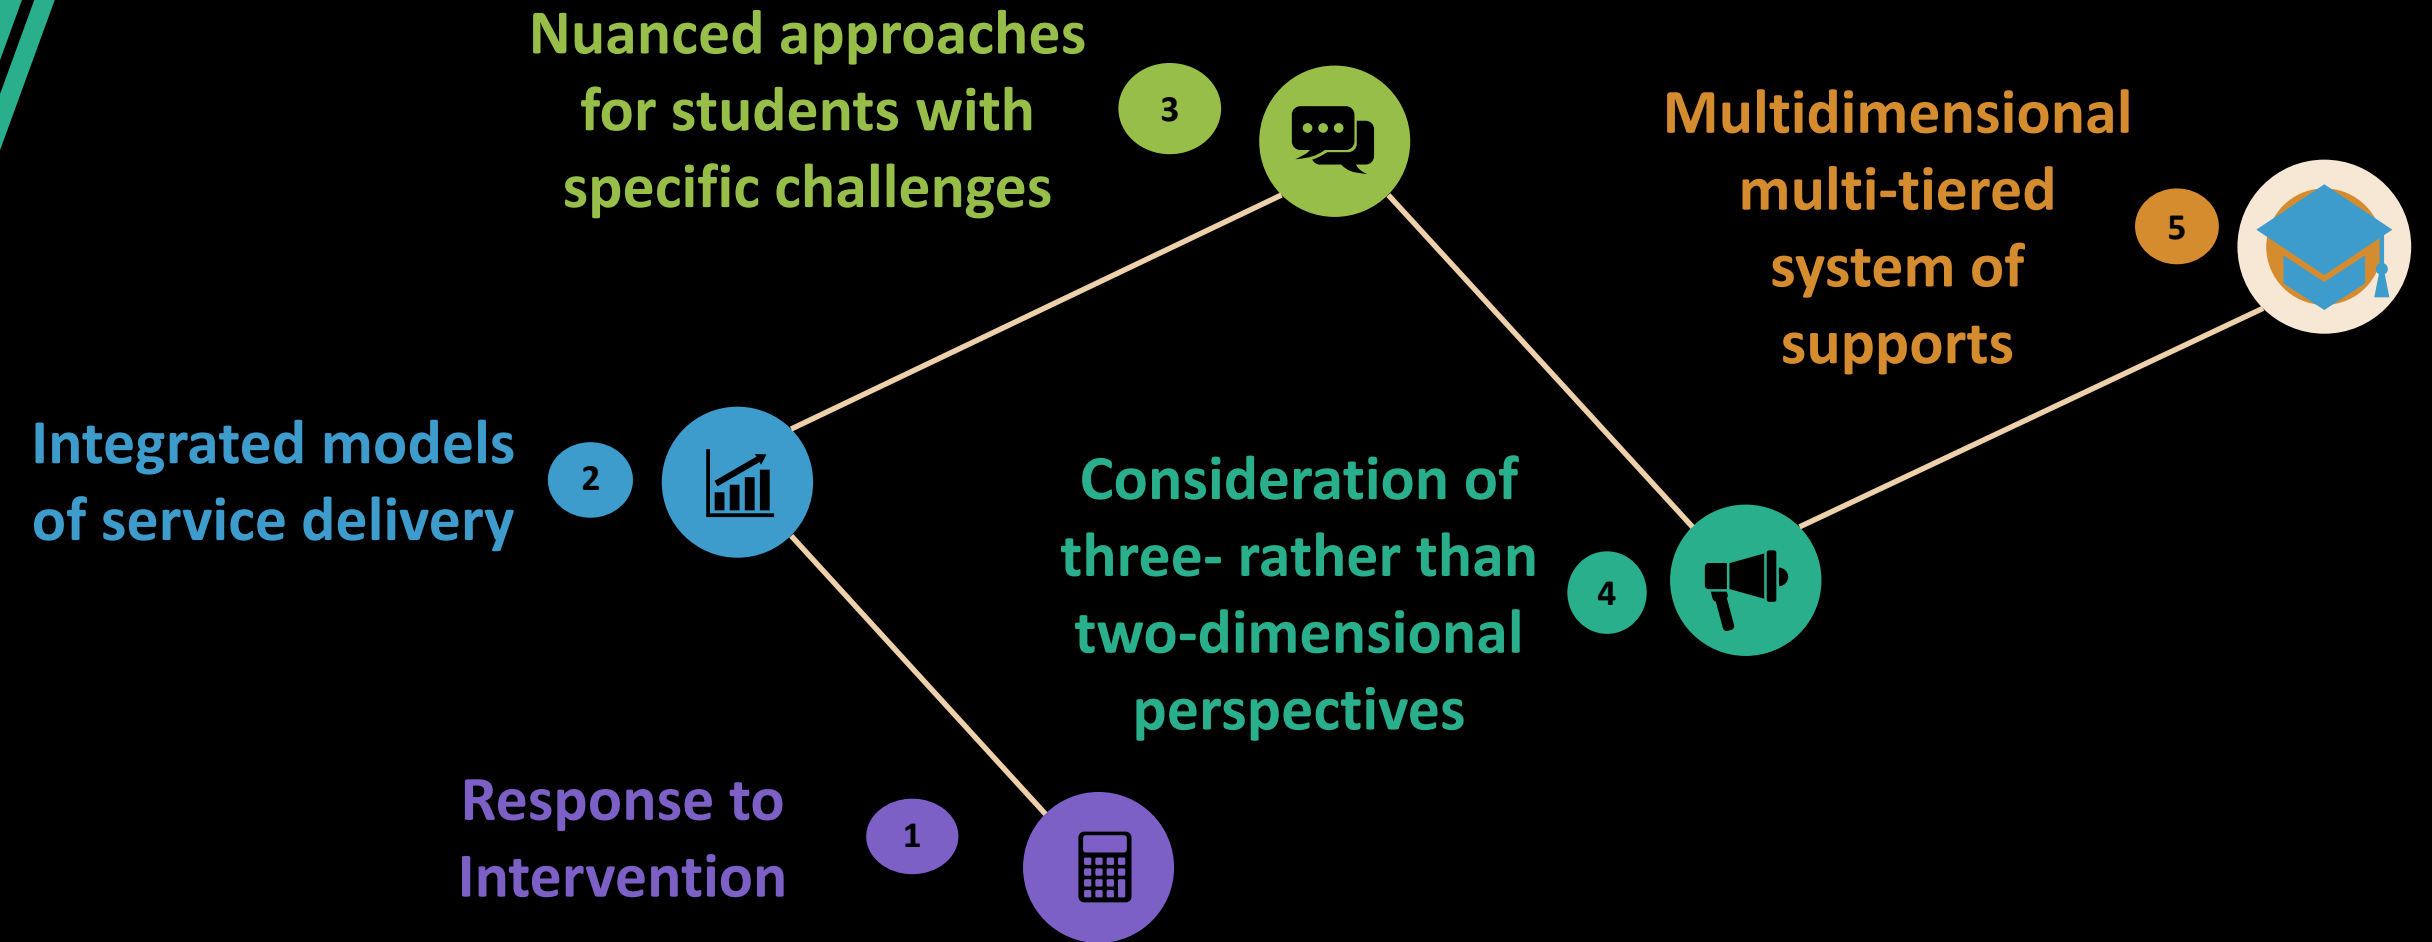 Nuanced approaches
for students with
specific challenges
3
Multidimensional
multi-tiered
system of
supports
5
Integrated models
of service delivery
2
Consideration of
three- rather than
two-dimensional
perspectives
4
Response to
Intervention
1